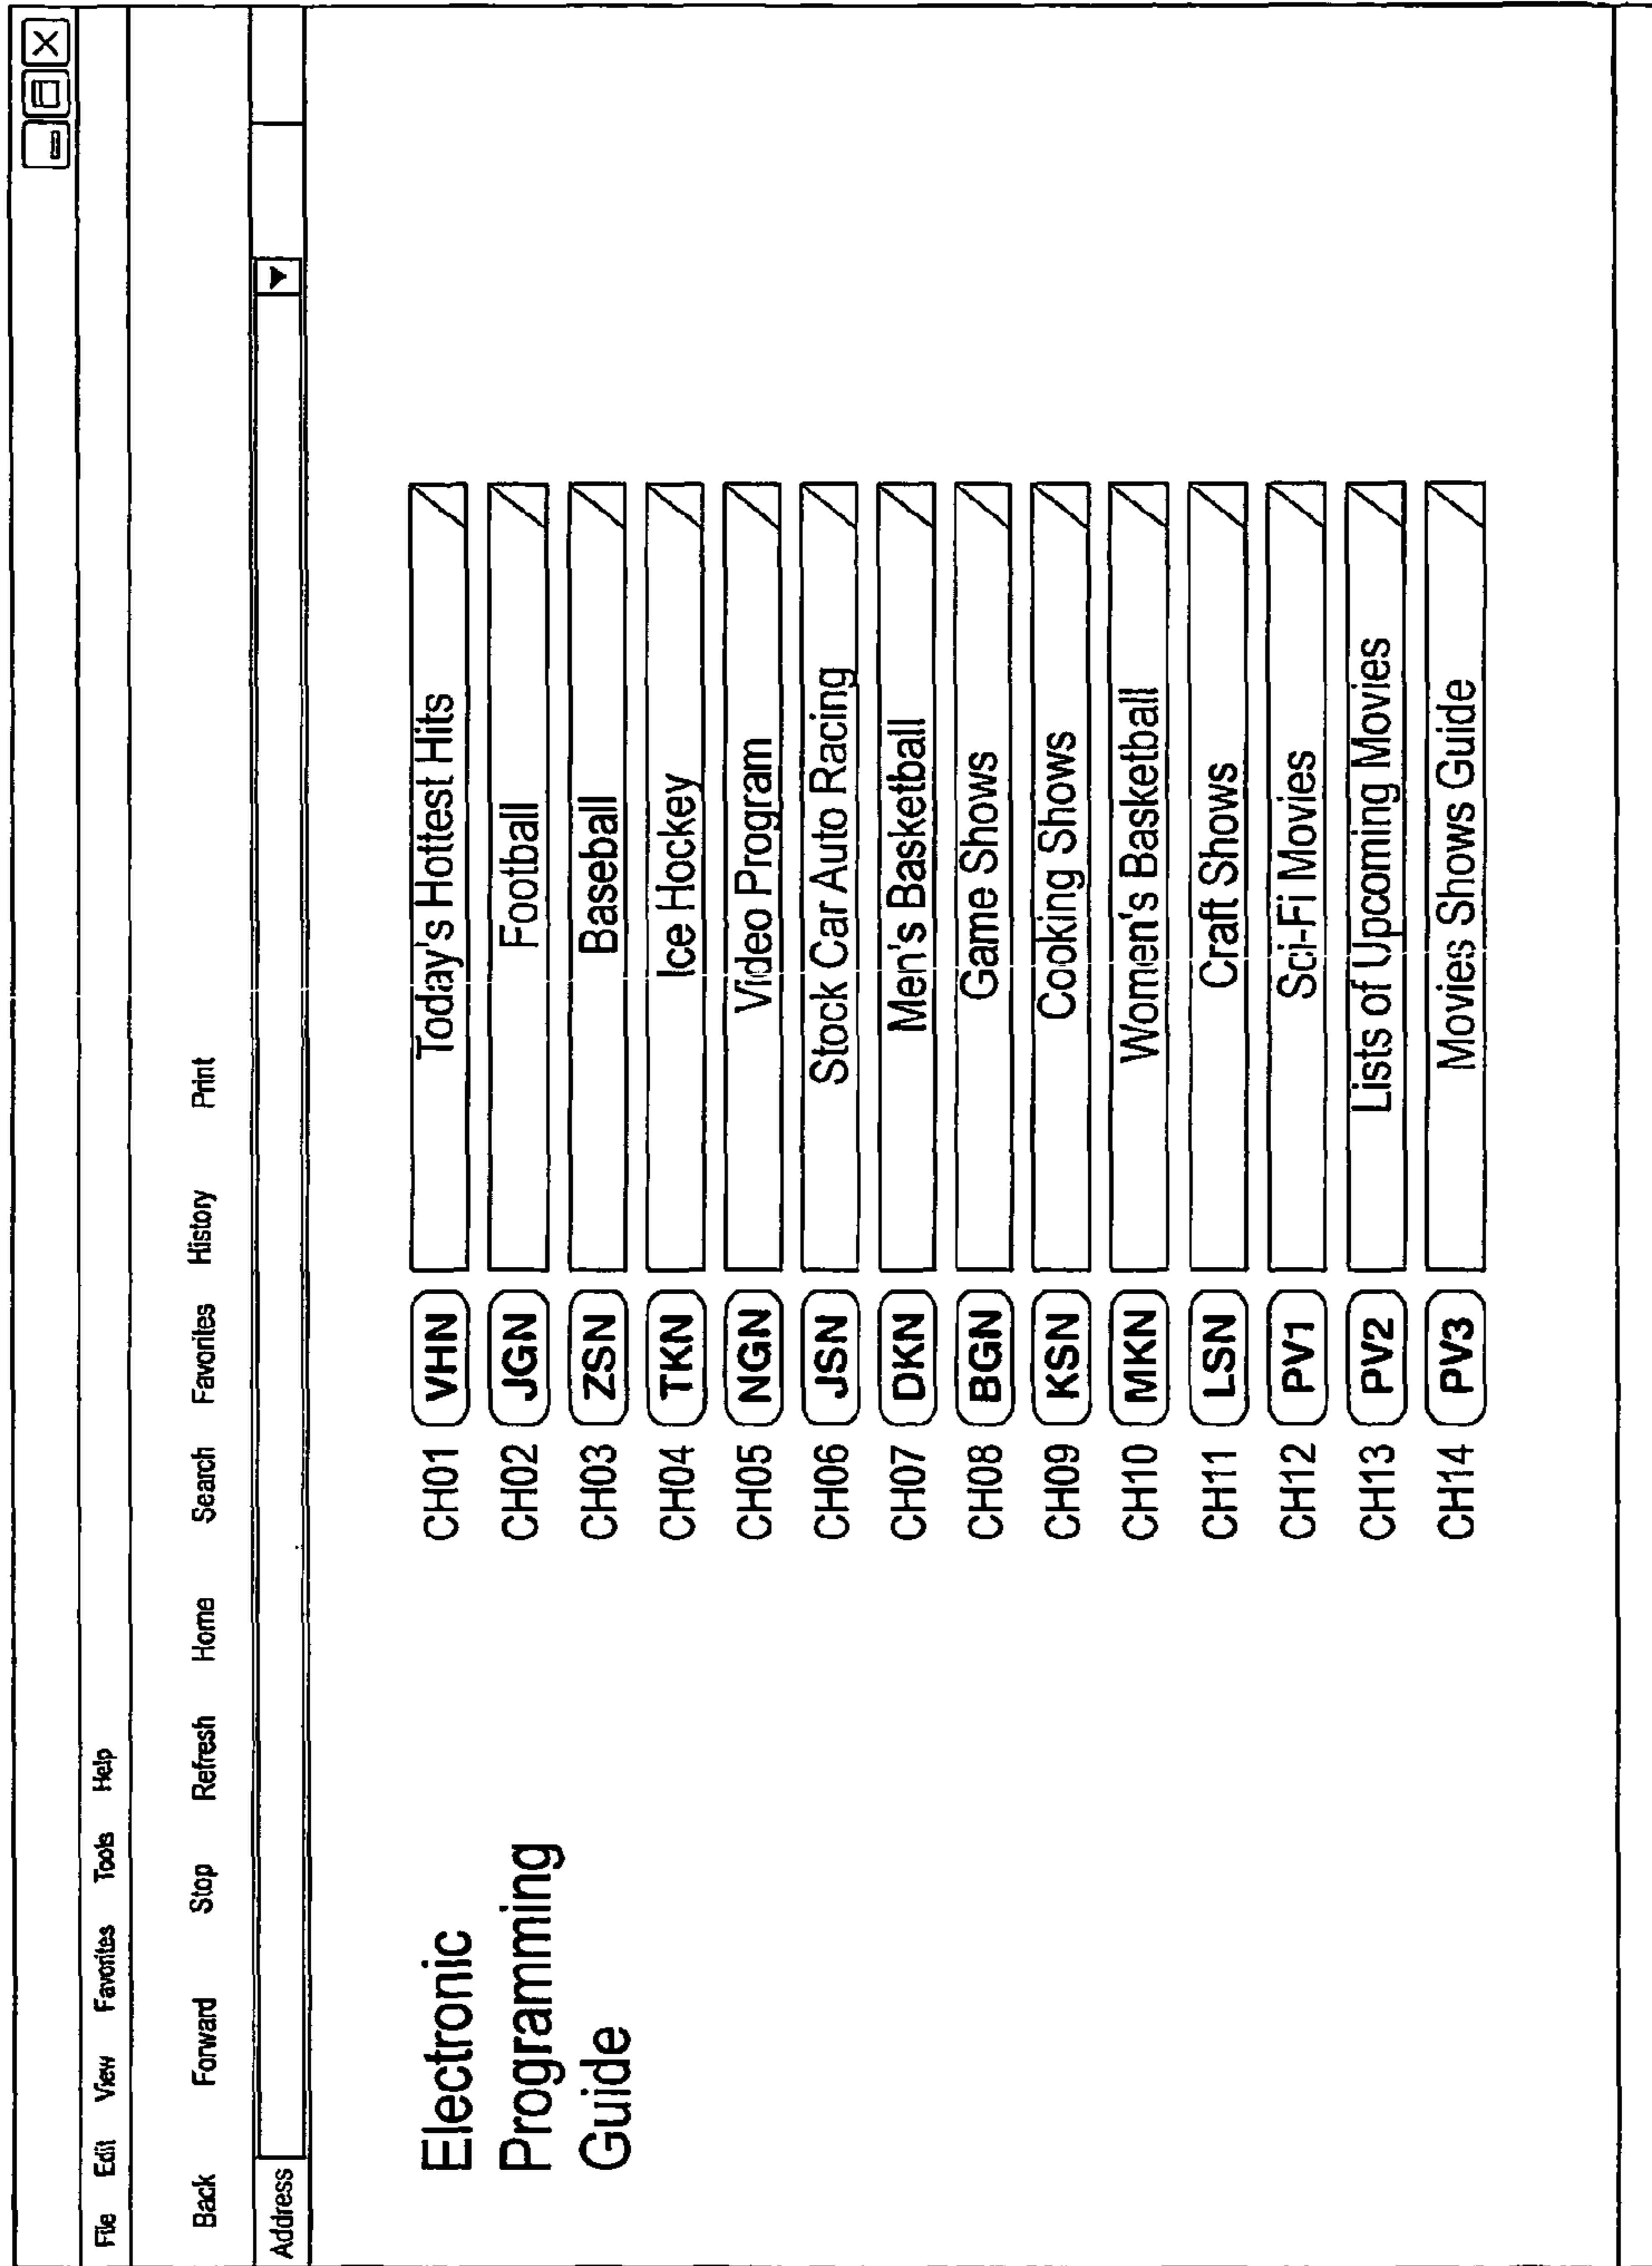 File Edit View Favorites Tools Help
Back Forward Stop Refresh Home Search Favorites History Print
Address
Electronic
Programming
Guide
CH01 VHN Today's Hottest Hits
CH02 JGN Football
CH03 ZSN Baseball
CH04 TKN Ice Hockey
CH05 NGN Video Program
CH06 JSN Stock Car Auto Racing
CH07 DKN Men's Basketball
CH08 BGN Game Shows
CH09 KSN Cooking Shows
CH10 MKN Women's Basketball
CH11 LSN Craft Shows
CH12 PV1 Sci-Fi Movies
CH13 PV2 Lists of Upcoming Movies
CH14 PV3 Movies Shows Guide